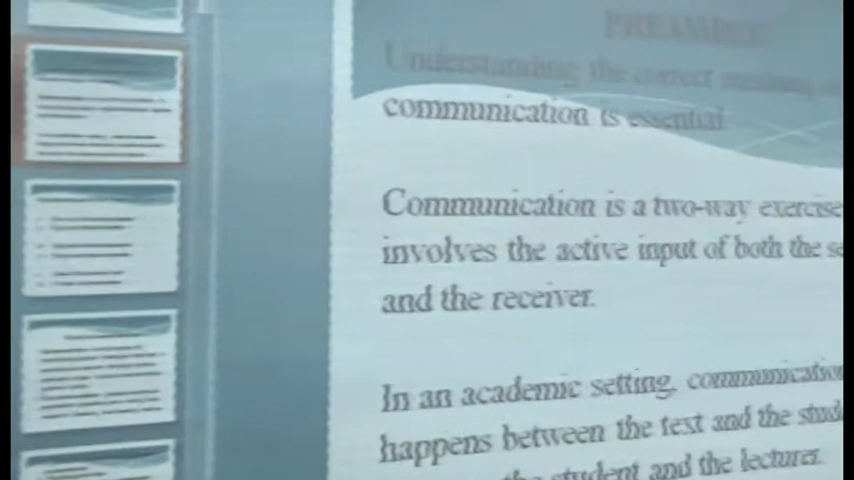 PREAMBLE
Understanding the correct meaning
communication is essential
Communication is a two-way exercise
involves the active input of both the
and the receiver.
In an academic setting, communication
happens between the text and the
the student and the lecturer.